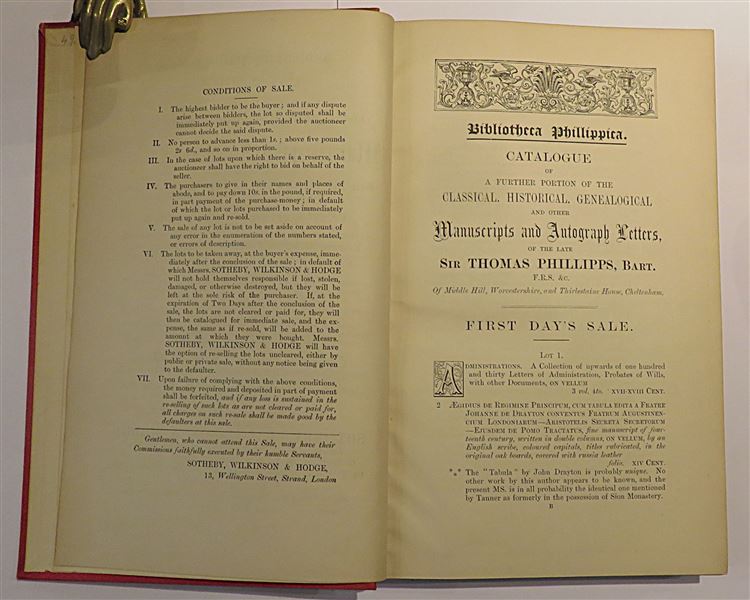 49
CONDITIONS OF SALE.
I. The highest bidder to be the buyer; and if any dispute
arise between bidders, the lot so disputed shall be
immediately put up again, provided the auctioneer
cannot decide the said dispute.
II. No person to advance less than 1s.; above five pounds
2s 6d., and so on in proportion.
III. In the case of lots upon which there is a reserve, the
auctioneer shall have the right to bid on behalf of the
seller.
IV. The purchasers to give in their names and places of
abode, and to pay down 10s. in the pound, if required,
in part payment of the purchase-money; in default
of which the lot or lots purchased to be immediately
put up again and re-sold.
V. The sale of any lot is not to be set aside on account of
any error in the enumeration of the numbers stated,
or errors of description.
VI. The lots to be taken away, at the buyer's expense, imme-
diately after the conclusion of the sale; in default of
which Messrs. SOTHEBY, WILKINSON & HODGE
will not hold themselves responsible if lost, stolen,
damaged, or otherwise destroyed, but they will be
left at the sole risk of the purchaser. If, at the
expiration of Two Days after the conclusion of the
sale, the lots are not cleared or paid for, they will
then be catalogued for immediate sale, and the ex-
pense, the same as if re-sold, will be added to the
amount at which they were bought. Messrs.
SOTHEBY, WILKINSON & HODGE will have
the option of re-selling the lots uncleared, either by
public or private sale, without any notice being given
to the defaulter.
VII. Upon failure of complying with the above conditions,
the money required and deposited in part of payment
shall be forfeited, and if any loss is sustained in the
re-selling of such lots as are not cleared or paid for,
all charges on such re-sale shall be made good by the
defaulters at this sale.
Gentlemen, who cannot attend this Sale, may have their
Commissions faithfully executed by their humble Servants,
SOTHEBY, WILKINSON & HODGE,
13, Wellington Street, Strand, London
Bibliotheca Phillippica.
CATALOGUE
OF
A FURTHER PORTION OF THE
CLASSICAL, HISTORICAL, GENEALOGICAL
AND OTHER
Manuscripts and Autograph Letters,
OF THE LATE
SIR THOMAS PHILLIPPS, BART.
F.R.S. &c.
Of Middle Hill, Worcestershire, and Thirlestaine House, Cheltenham.
FIRST DAY'S SALE.
LOT 1.
ADMINISTRATIONS. A Collection of upwards of one hundred
and thirty Letters of Administration, Probates of Wills,
with other Documents, ON VELLUM
3 vol. 4to. XVII-XVIII CENT.
2 ÆGIDIUS DE REGIMINE PRINCIPUM, CUM TABULA EDITA A FRATRE
JOHANNE DE DRAYTON CONVENTUS FRATRUM AUGUSTINEN-
CIUM LONDONIARUM—ARISTOTELIS SECRETA SECRETORUM
—EJUSDEM DE POMO TRACTATUS, fine manuscript of four-
teenth century, written in double columns, ON VELLUM, by an
English scribe, coloured capitals, titles rubricated, in the
original oak boards, covered with russia leather
folio. XIV CENT.
*⁎* The "Tabula" by John Drayton is probably unique. No
other work by this author appears to be known, and the
present MS. is in all probability the identical one mentioned
by Tanner as formerly in the possession of Sion Monastery.
B